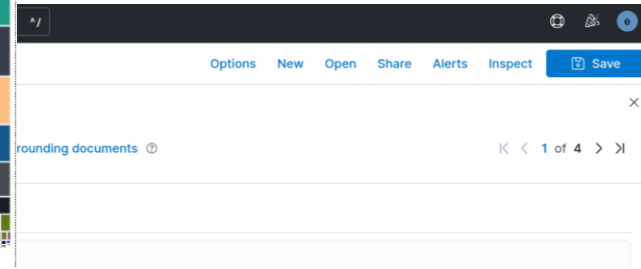 ^/
e
Options New Open Share Alerts Inspect Save
rounding documents 1 of 4